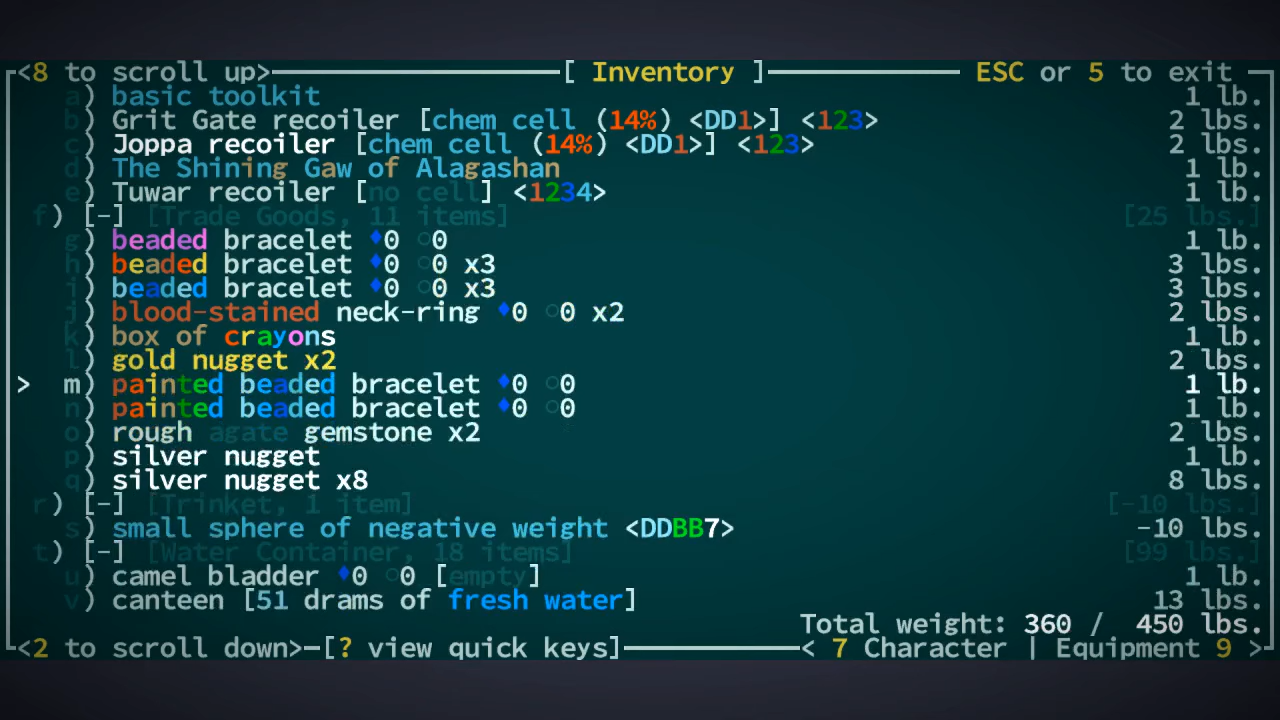 <8 to scroll up> [ Inventory ] ESC or 5 to exit
a) basic toolkit 1 lb.
b) Grit Gate recoiler [chem cell (14%) <DD1>] <123> 2 lbs.
c) Joppa recoiler [chem cell (14%) <DD1>] <123> 2 lbs.
d) The Shining Gaw of Alagashan 1 lb.
e) Tuwar recoiler [no cell] <1234> 1 lb.
f) [-] [Trade Goods, 11 items] [25 lbs.]
g) beaded bracelet ♦0 ○0 1 lb.
h) beaded bracelet ♦0 ○0 x3 3 lbs.
i) beaded bracelet ♦0 ○0 x3 3 lbs.
j) blood-stained neck-ring ♦0 ○0 x2 2 lbs.
k) box of crayons 1 lb.
l) gold nugget x2 2 lbs.
> m) painted beaded bracelet ♦0 ○0 1 lb.
n) painted beaded bracelet ♦0 ○0 1 lb.
o) rough agate gemstone x2 2 lbs.
p) silver nugget 1 lb.
q) silver nugget x8 8 lbs.
r) [-] [Trinket, 1 item] [-10 lbs.]
s) small sphere of negative weight <DDBB7> -10 lbs.
t) [-] [Water Container, 18 items] [99 lbs.]
u) camel bladder ♦0 ○0 [empty] 1 lb.
v) canteen [51 drams of fresh water] 13 lbs.
Total weight: 360 / 450 lbs.
<2 to scroll down> [? view quick keys] < 7 Character | Equipment 9 >